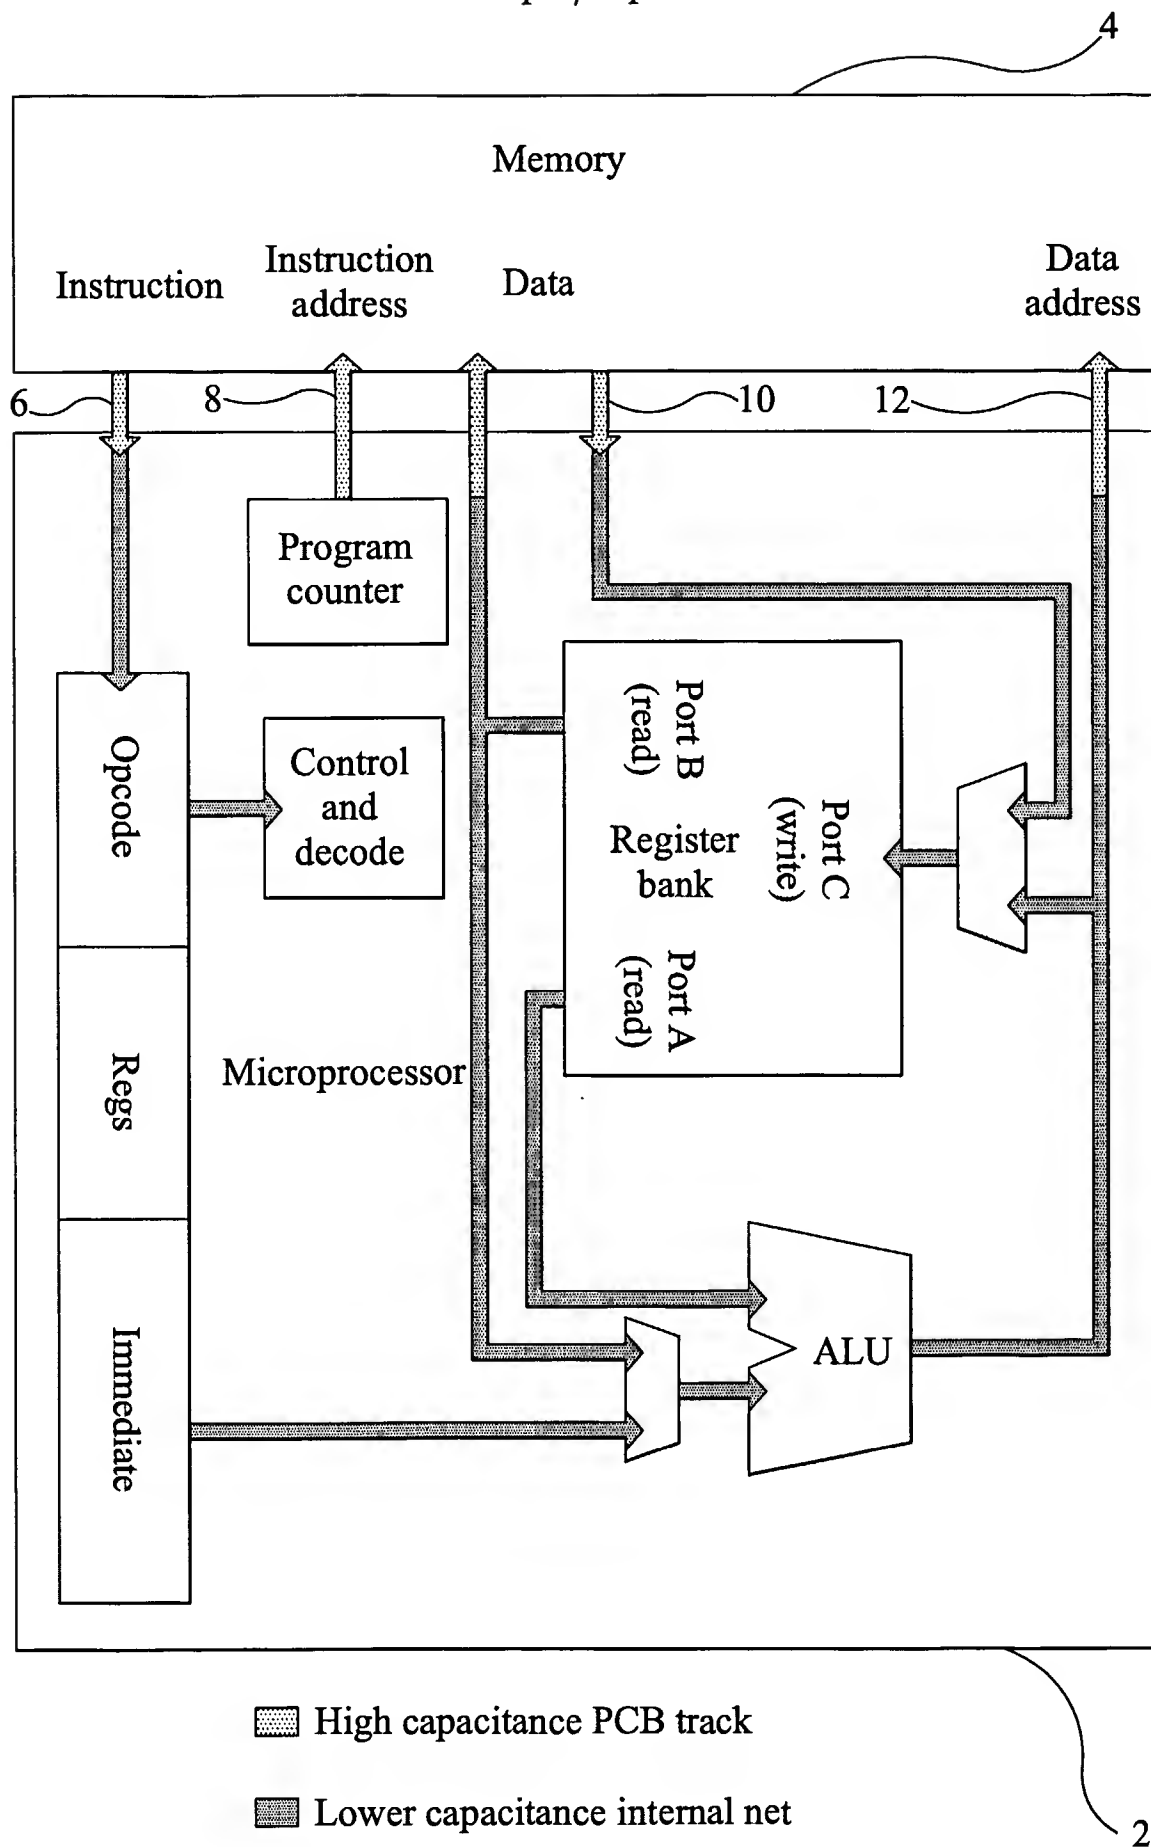 4
Memory
Instruction
Instruction
address
Data
Data
address
6
8
10
12
Program
counter
Opcode
Control
and
decode
Port B
(read)
Port C
(write)
Register
bank
Port A
(read)
Regs
Microprocessor
Immediate
ALU
High capacitance PCB track
Lower capacitance internal net
2